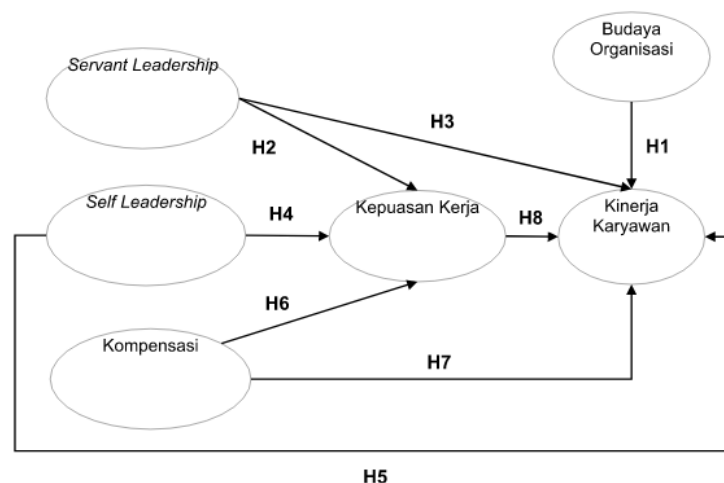 Budaya
Organisasi
Servant Leadership
H3
H2
H1
Self Leadership
H4
Kepuasan Kerja
H8
Kinerja
Karyawan
H6
Kompensasi
H7
H5